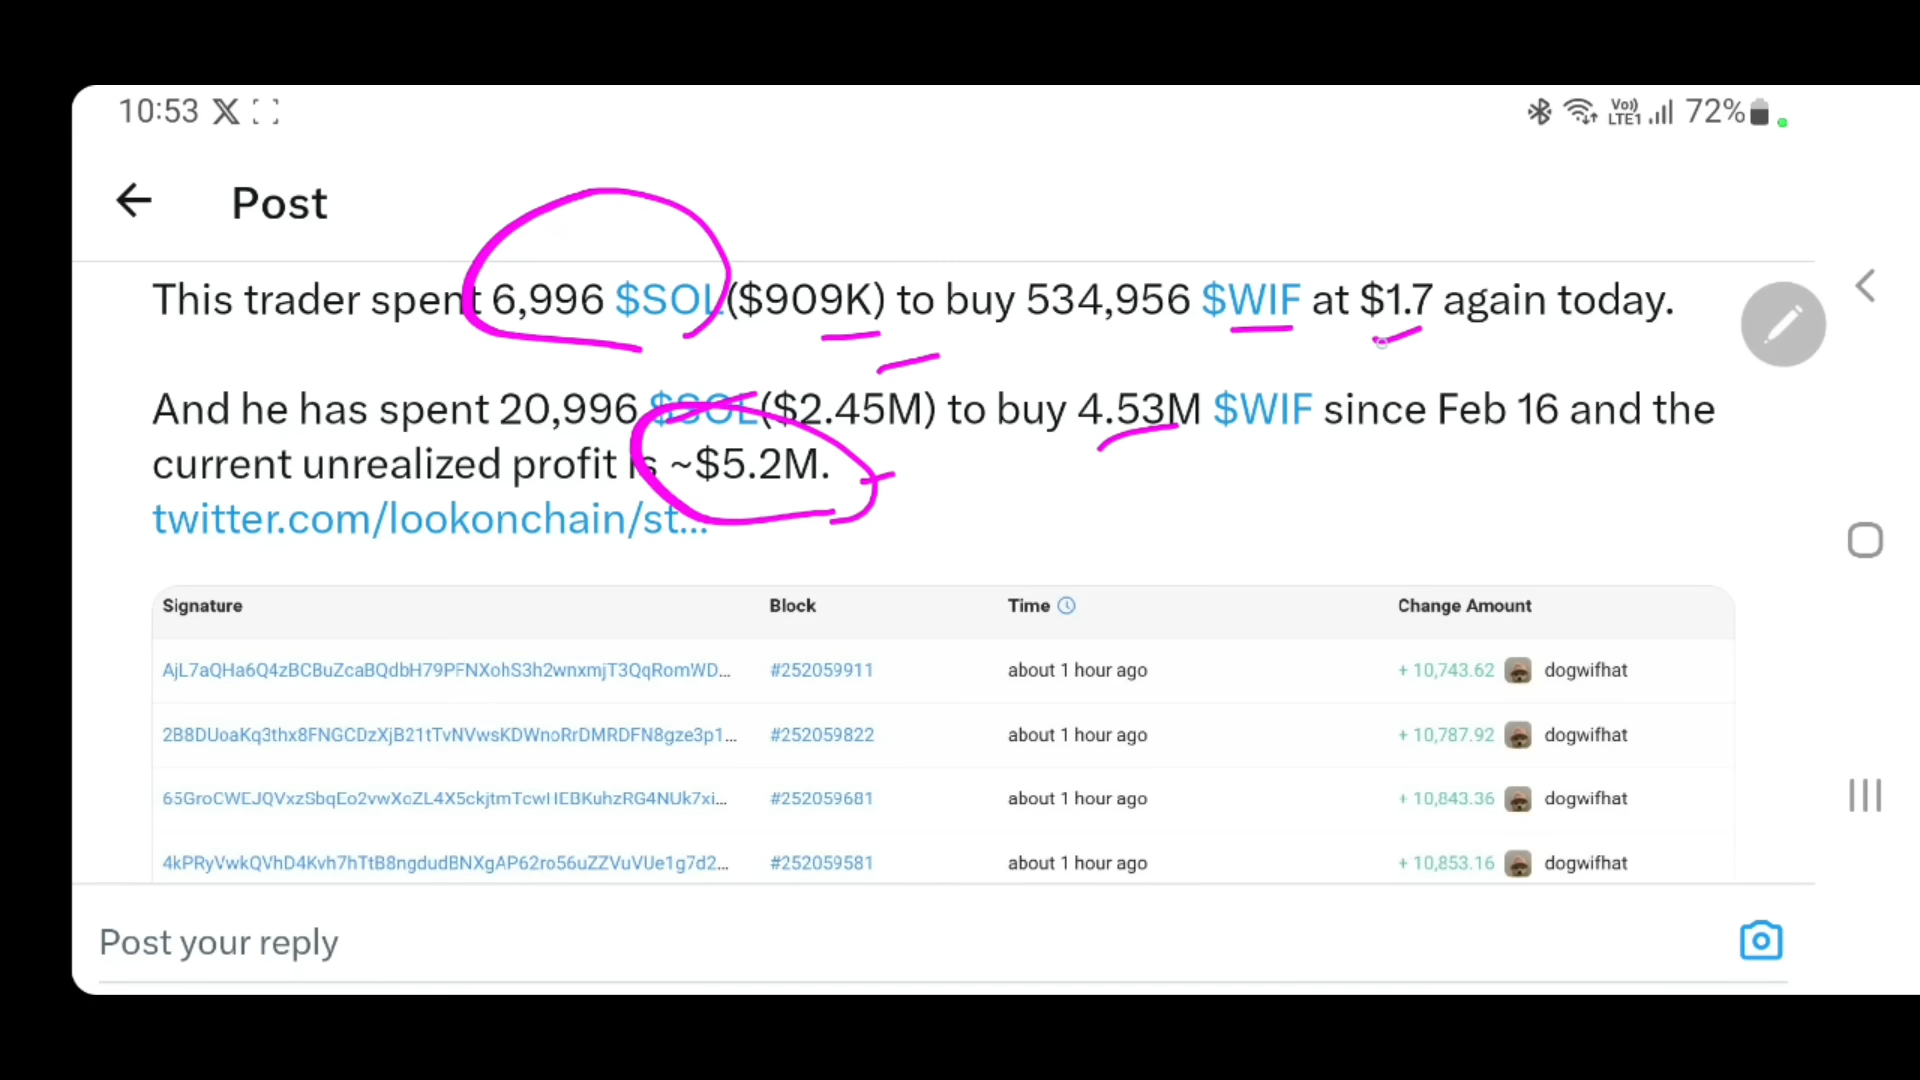 10:53 72%
Vo)) LTE1
Post
This trader spent 6,996 $SOL($909K) to buy 534,956 $WIF at $1.7 again today.
And he has spent 20,996 $SOL($2.45M) to buy 4.53M $WIF since Feb 16 and the
current unrealized profit is ~$5.2M.
twitter.com/lookonchain/st...
Signature Block Time Change Amount
AjL7aQHa6Q4zBCBuZcaBQdbH79PFNXohS3h2wnxmjT3QqRomWD... #252059911 about 1 hour ago + 10,743.62 dogwifhat
2B8DUoaKq3thx8FNGCDzXjB21tTvNVwsKDWnoRrDMRDFN8gze3p1... #252059822 about 1 hour ago + 10,787.92 dogwifhat
#252059681 about 1 hour ago + 10,843.36 dogwifhat
4kPRyVwkQVhD4Kvh7hTtB8ngdudBNXgAP62ro56uZZVuVUe1g7d2... #252059581 about 1 hour ago + 10,853.16 dogwifhat
Post your reply